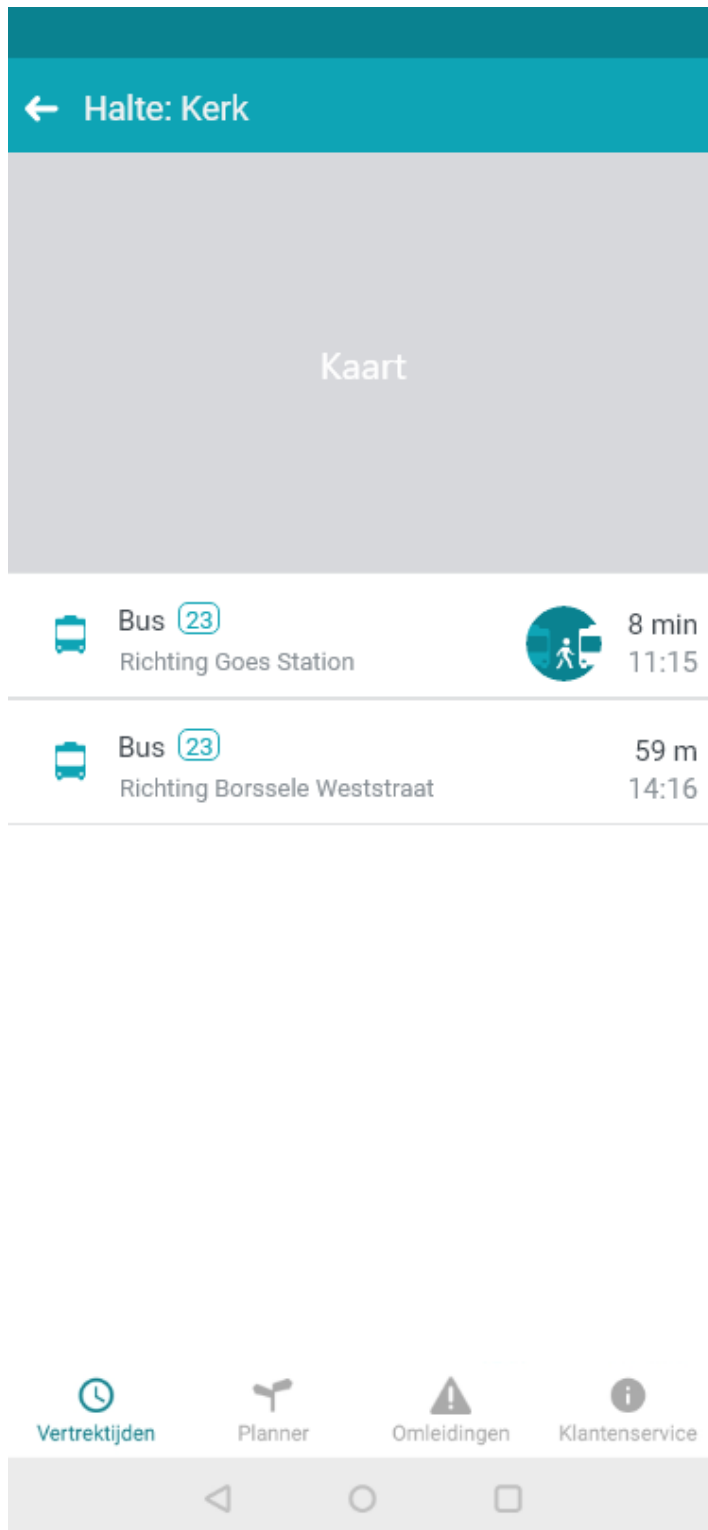 Halte: Kerk
Kaart
Bus 23
8 min
Richting Goes Station
11:15
Bus 23
59 m
Richting Borssele Weststraat
14:16
Vertrektijden
Planner
Omleidingen
Klantenservice